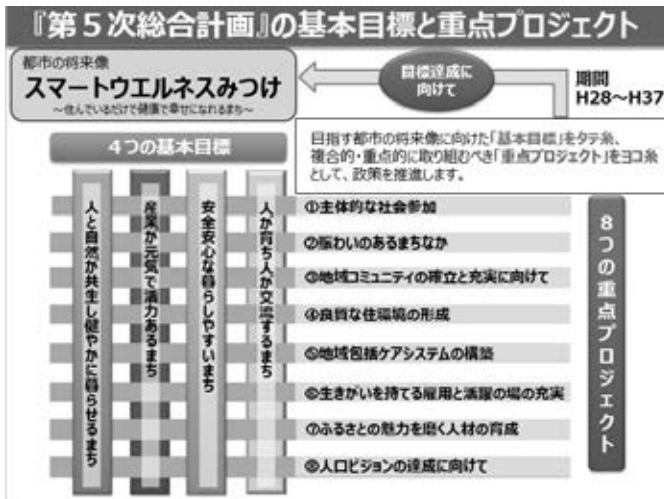 『第5次総合計画』の基本目標と重点プロジェクト
都市の将来像
スマートウエルネスみつけ
～住んでいるだけで健康で幸せになれるまち～
目標達成に
向けて
期間
H28～H37
目指す都市の将来像に向けた「基本目標」をタテ糸、
複合的・重点的に取り組むべき「重点プロジェクト」をヨコ糸
として、政策を推進します。
4つの基本目標
人と自然が共生し健やかに暮らせるまち
産業が元気で活力あるまち
安全安心な暮らしやすいまち
人が育ち人が交流するまち
①主体的な社会参加
②賑わいのあるまちなか
③地域コミュニティの確立と充実に向けて
④良質な住環境の形成
⑤地域包括ケアシステムの構築
⑥生きがいを持てる雇用と活躍の場の充実
⑦ふるさとの魅力を磨く人材の育成
⑧人口ビジョンの達成に向けて
8つの重点プロジェクト